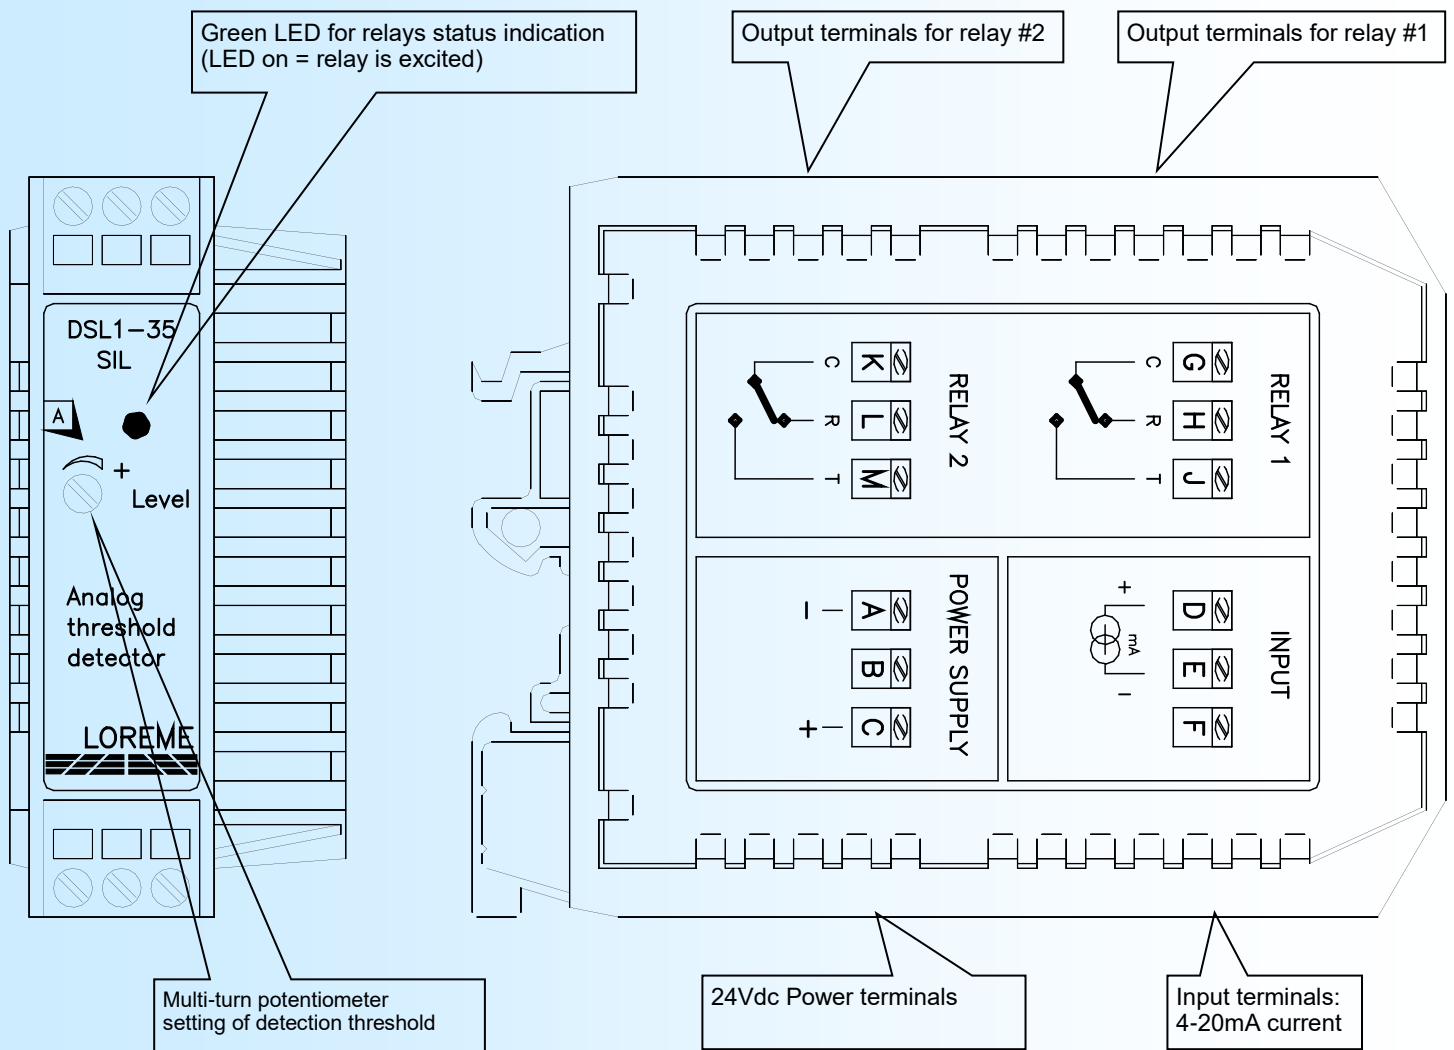 Green LED for relays status indication
(LED on = relay is excited)
Output terminals for relay #2
Output terminals for relay #1
DSL1-35
SIL
A
+
Level
Analog
threshold
detector
LOREME
RELAY 2
K
C
L
R
M
T
RELAY 1
G
C
H
R
J
T
POWER SUPPLY
A
-
B
C
+
INPUT
D
+
E
mA
-
F
Multi-turn potentiometer
setting of detection threshold
24Vdc Power terminals
Input terminals:
4-20mA current